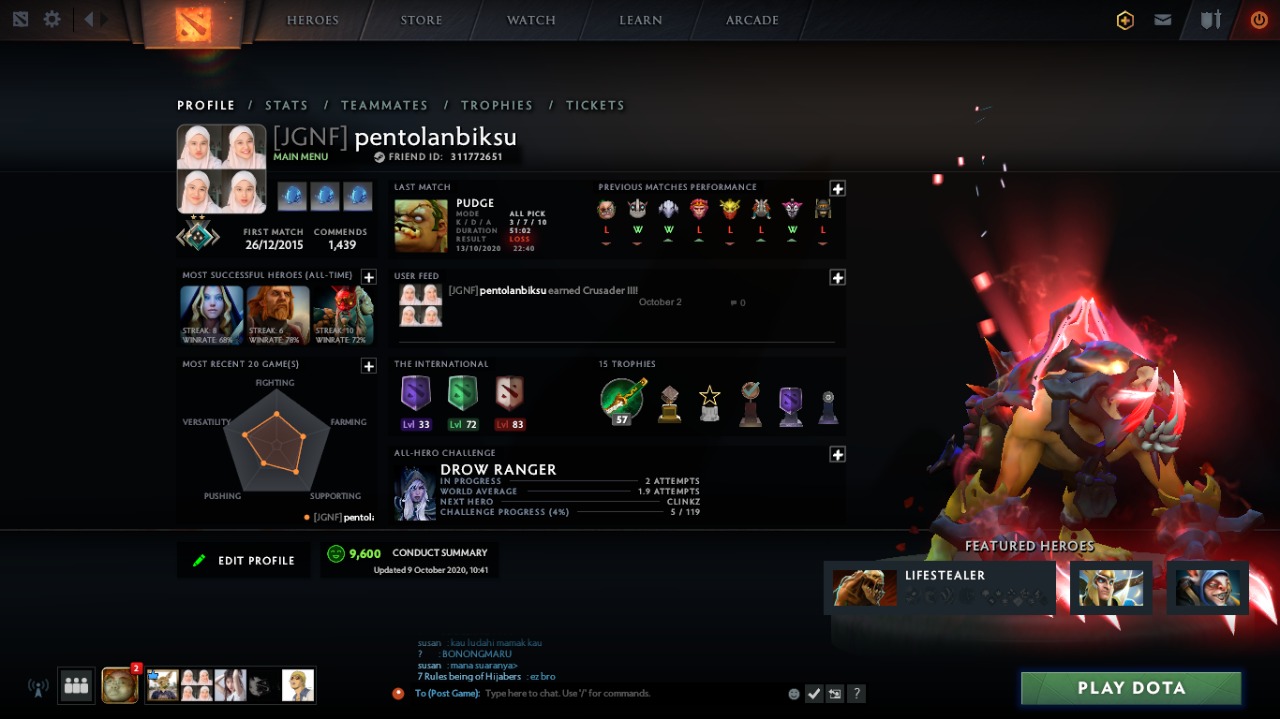 HEROES
STORE
WATCH
LEARN
ARCADE
PROFILE / STATS / TEAMMATES / TROPHIES / TICKETS
[JGNF] pentolanbiksu
MAIN MENU
FRIEND ID: 311772651
FIRST MATCH
26/12/2015
COMMENDS
1,439
LAST MATCH
PUDGE
MODE ALL PICK
K / D / A 3 / 7 / 10
DURATION 51:02
RESULT LOSS
13/10/2020 22:40
PREVIOUS MATCHES PERFORMANCE
L W W L L L W L
MOST SUCCESSFUL HEROES (ALL-TIME)
STREAK: 8
WINRATE: 68%
STREAK: 6
WINRATE: 78%
STREAK: 10
WINRATE: 72%
USER FEED
[JGNF]pentolanbiksu earned Crusader III!
October 2
0
MOST RECENT 20 GAME(S)
FIGHTING
VERSATILITY
FARMING
PUSHING
SUPPORTING
[JGNF] pentola
THE INTERNATIONAL
Lvl 33
Lvl 72
Lvl 83
15 TROPHIES
57
ALL-HERO CHALLENGE
DROW RANGER
IN PROGRESS 2 ATTEMPTS
WORLD AVERAGE 1.9 ATTEMPTS
NEXT HERO CLINKZ
CHALLENGE PROGRESS (4%) 5 / 119
EDIT PROFILE
9,600
CONDUCT SUMMARY
Updated 9 October 2020, 10:41
FEATURED HEROES
LIFESTEALER
susan : kau ludahi mamak kau
? : BONONGMARU
susan : mana suaranya>
7 Rules being of Hijabers : ez bro
2
To (Post Game): Type here to chat. Use '/' for commands.
?
PLAY DOTA